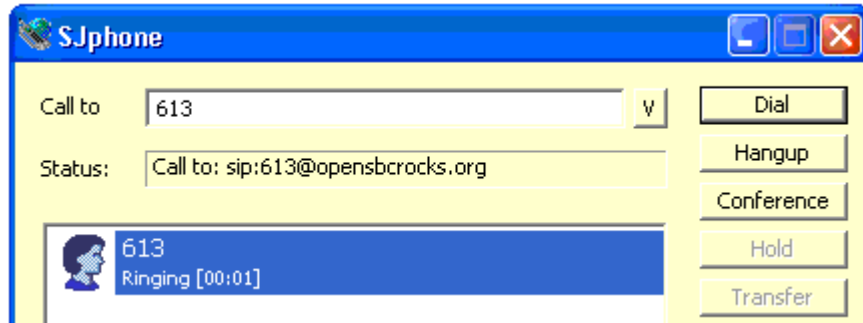 SJphone
Call to 613 V Dial
Status: Call to: sip:613@opensbcrocks.org Hangup
Conference
613 Hold
Ringing [00:01] Transfer